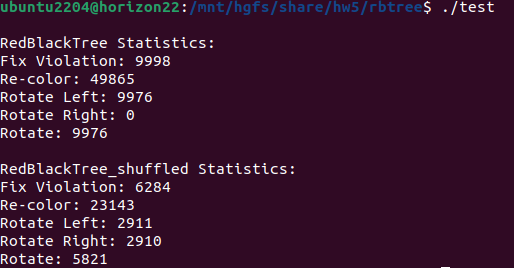 ubuntu2204@horizon22:/mnt/hgfs/share/hw5/rbtree$ ./test
RedBlackTree Statistics:
Fix Violation: 9998
Re-color: 49865
Rotate Left: 9976
Rotate Right: 0
Rotate: 9976
RedBlackTree_shuffled Statistics:
Fix Violation: 6284
Re-color: 23143
Rotate Left: 2911
Rotate Right: 2910
Rotate: 5821